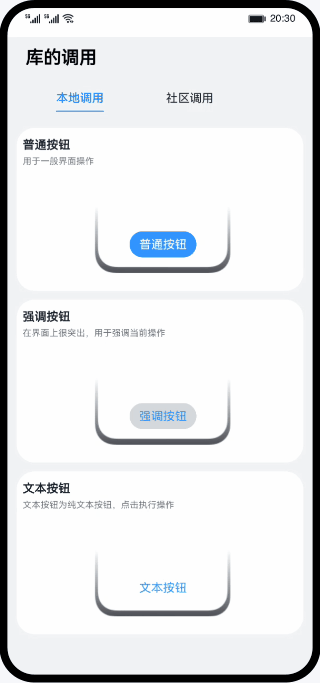 5G 5G 20:30
库的调用
本地调用 社区调用
普通按钮
用于一般界面操作
普通按钮
强调按钮
在界面上很突出，用于强调当前操作
强调按钮
文本按钮
文本按钮为纯文本按钮，点击执行操作
文本按钮